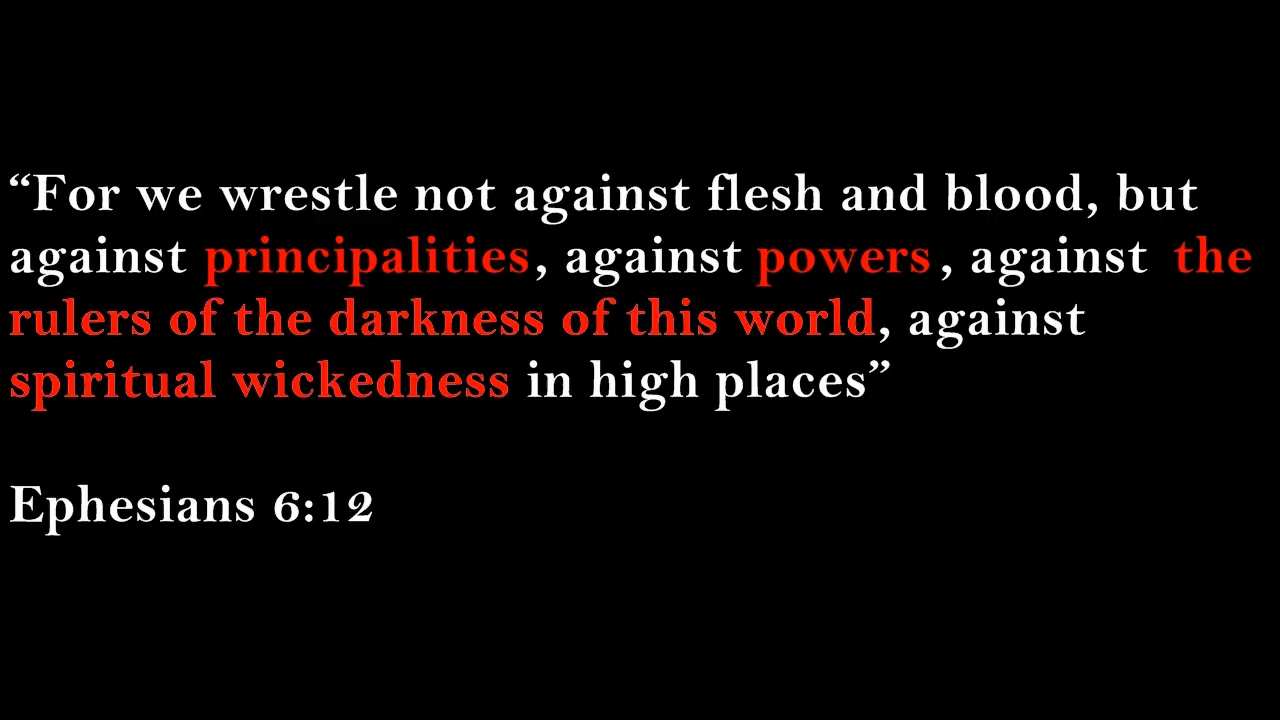 “For we wrestle not against flesh and blood, but
against principalities, against powers, against the
rulers of the darkness of this world, against
spiritual wickedness in high places”
Ephesians 6:12